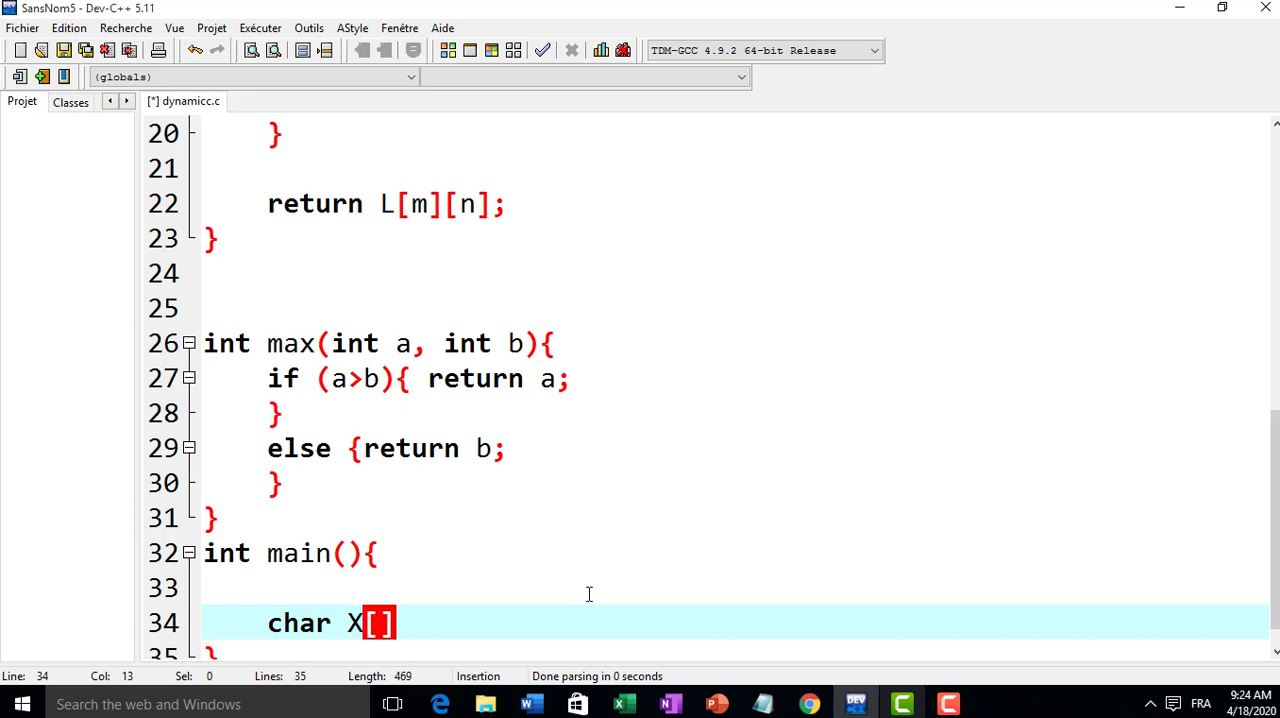 SansNom5 - Dev-C++ 5.11
Fichier Edition Recherche Vue Projet Exécuter Outils AStyle Fenêtre Aide
TDM-GCC 4.9.2 64-bit Release
(globals)
Projet Classes [*] dynamicc.c
20 }
21
22 return L[m][n];
23 }
24
25
26 int max(int a, int b){
27 if (a>b){ return a;
28 }
29 else {return b;
30 }
31 }
32 int main(){
33
34 char X[]
35 }
Line: 34 Col: 13 Sel: 0 Lines: 35 Length: 469 Insertion Done parsing in 0 seconds
Search the web and Windows
DEV
FRA
9:24 AM
4/18/2020